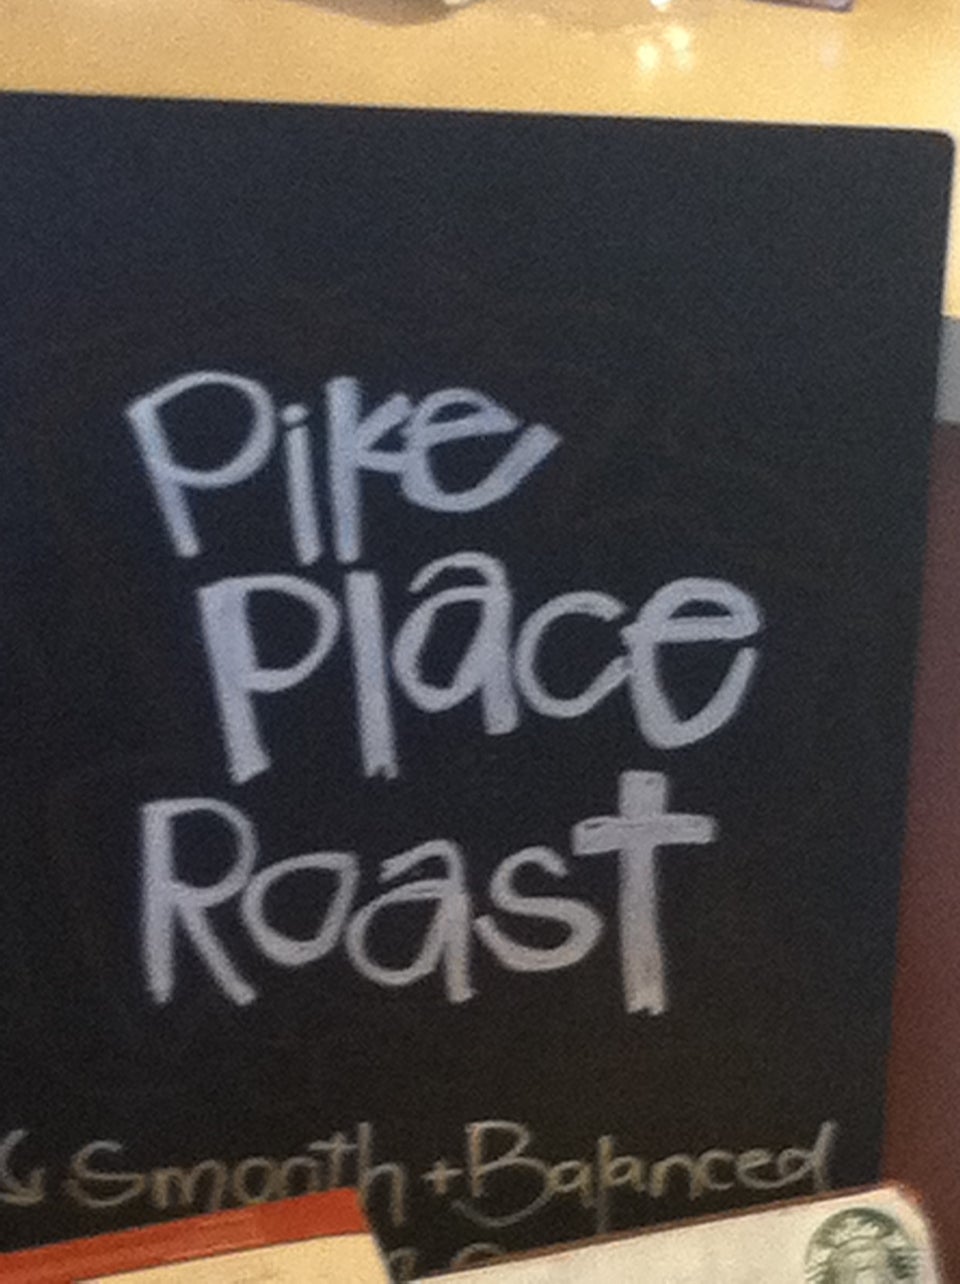 Pike
Place
Roast
Smooth + Balanced